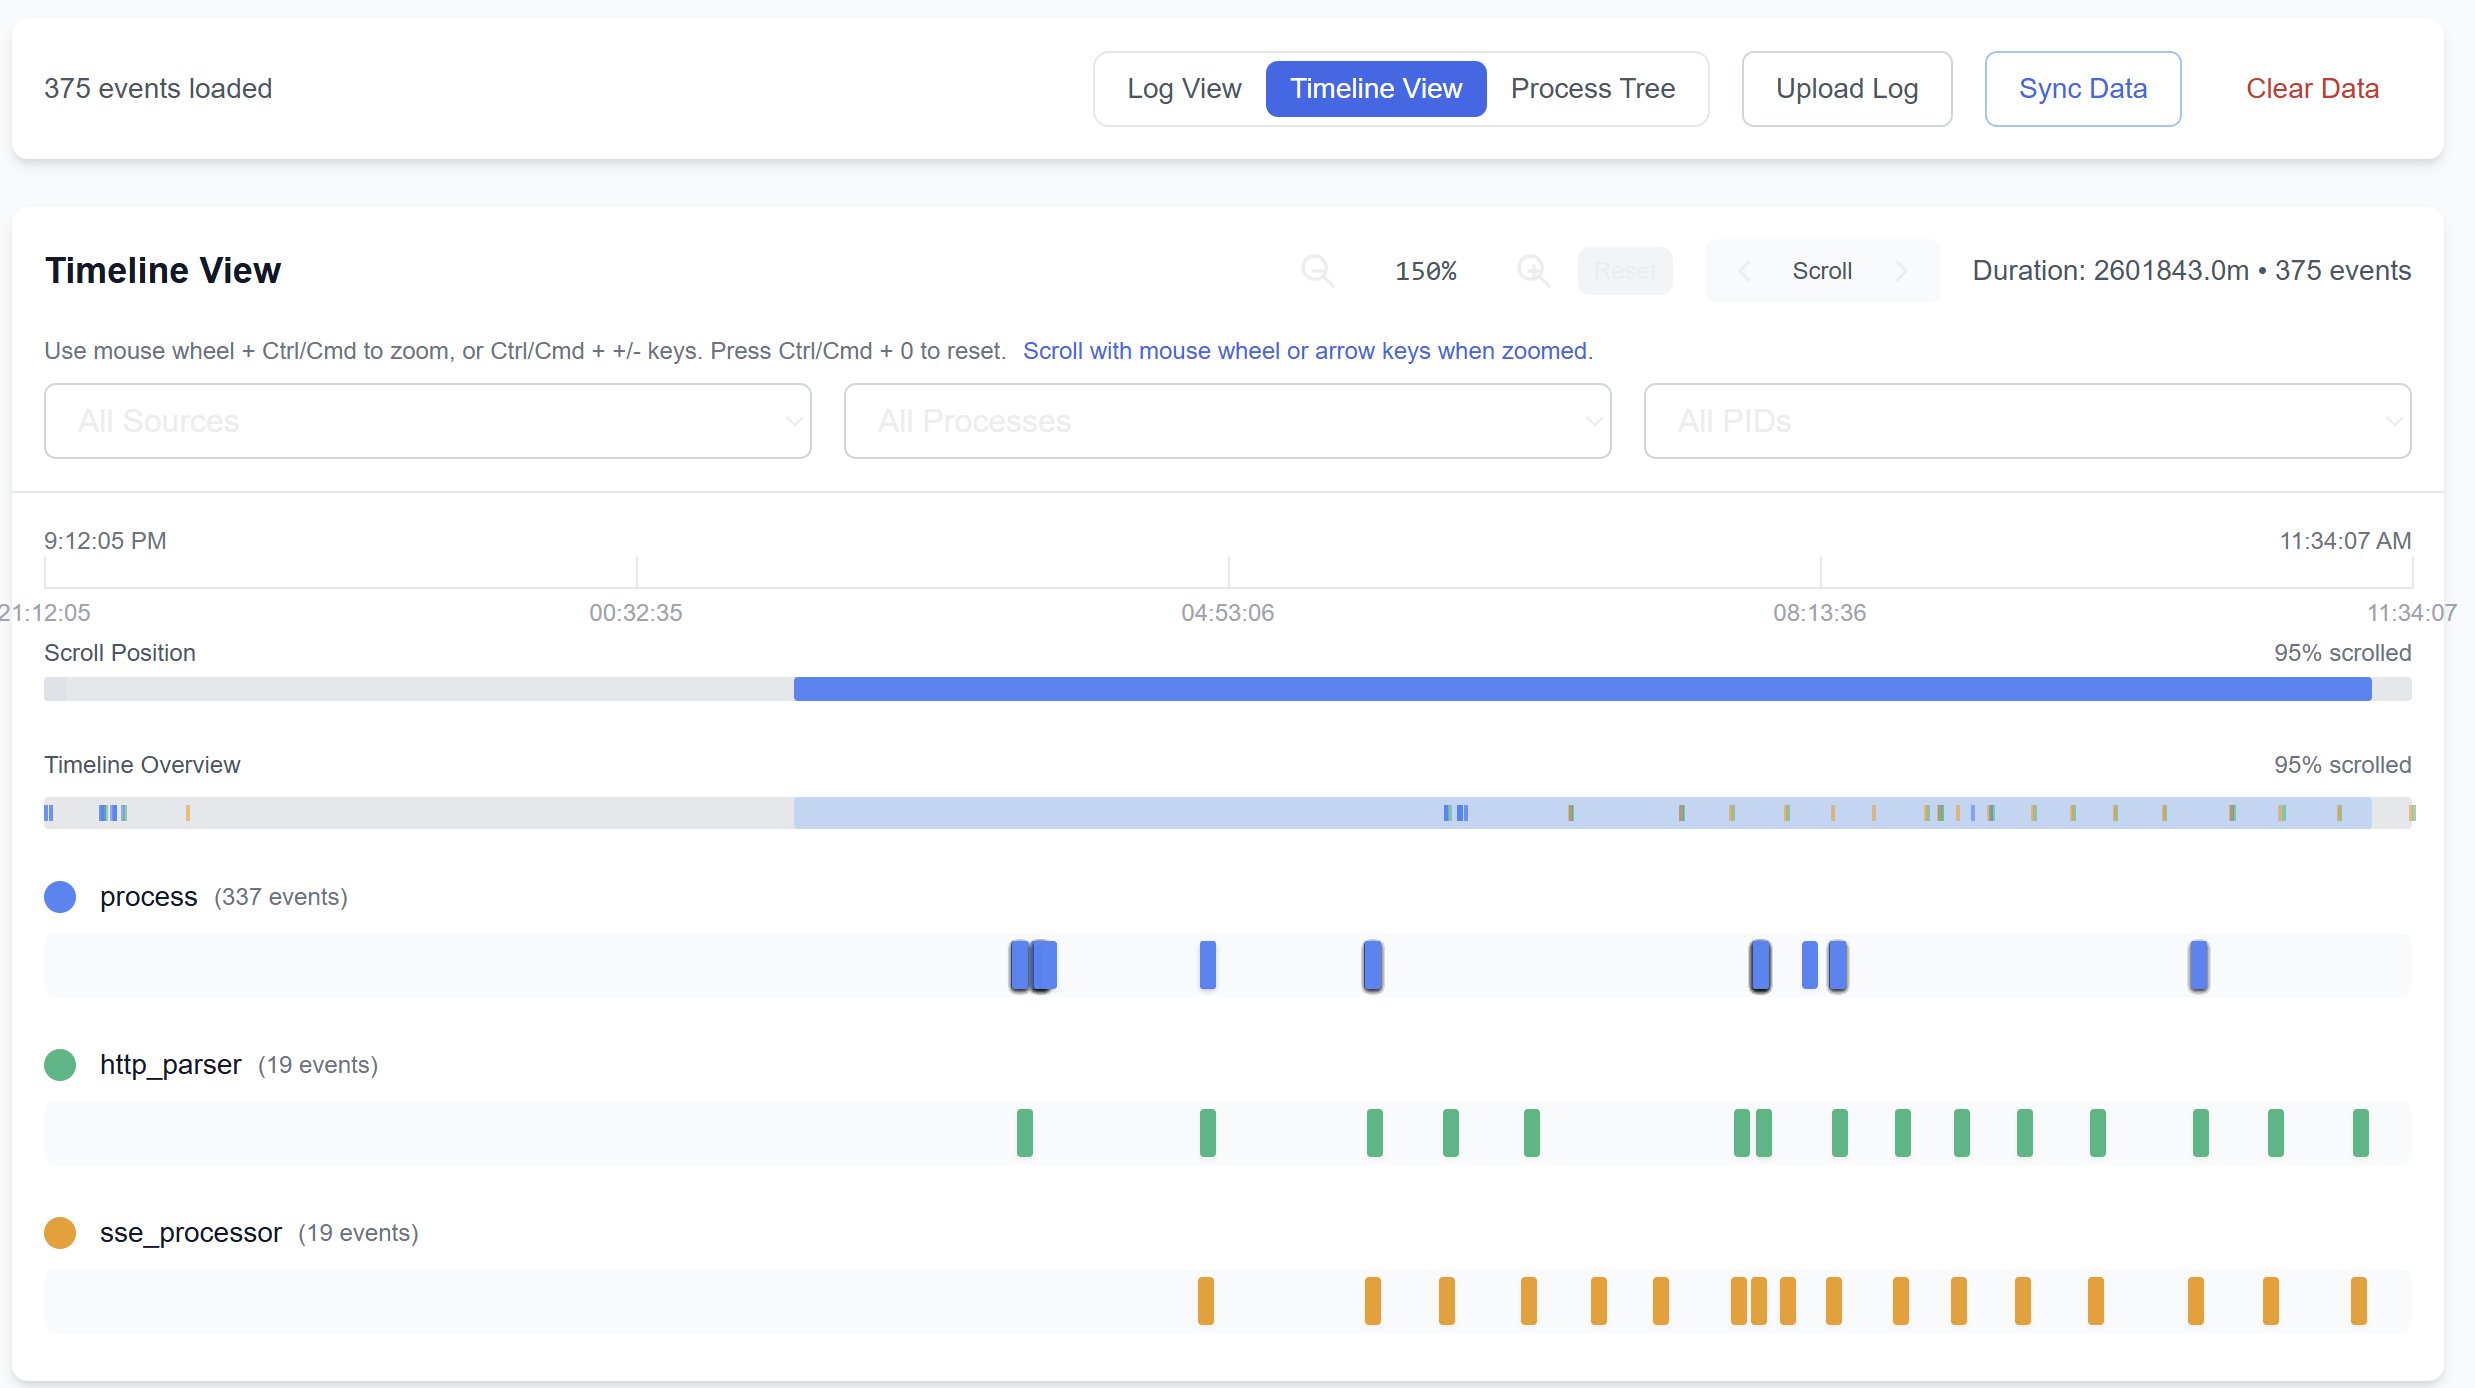 375 events loaded
Log View
Timeline View
Process Tree
Upload Log
Sync Data
Clear Data
Timeline View
150%
Reset
Scroll
Duration: 2601843.0m • 375 events
Use mouse wheel + Ctrl/Cmd to zoom, or Ctrl/Cmd + +/- keys. Press Ctrl/Cmd + 0 to reset. Scroll with mouse wheel or arrow keys when zoomed.
All Sources
All Processes
All PIDs
9:12:05 PM
11:34:07 AM
21:12:05
00:32:35
04:53:06
08:13:36
11:34:07
Scroll Position
95% scrolled
Timeline Overview
95% scrolled
process (337 events)
http_parser (19 events)
sse_processor (19 events)